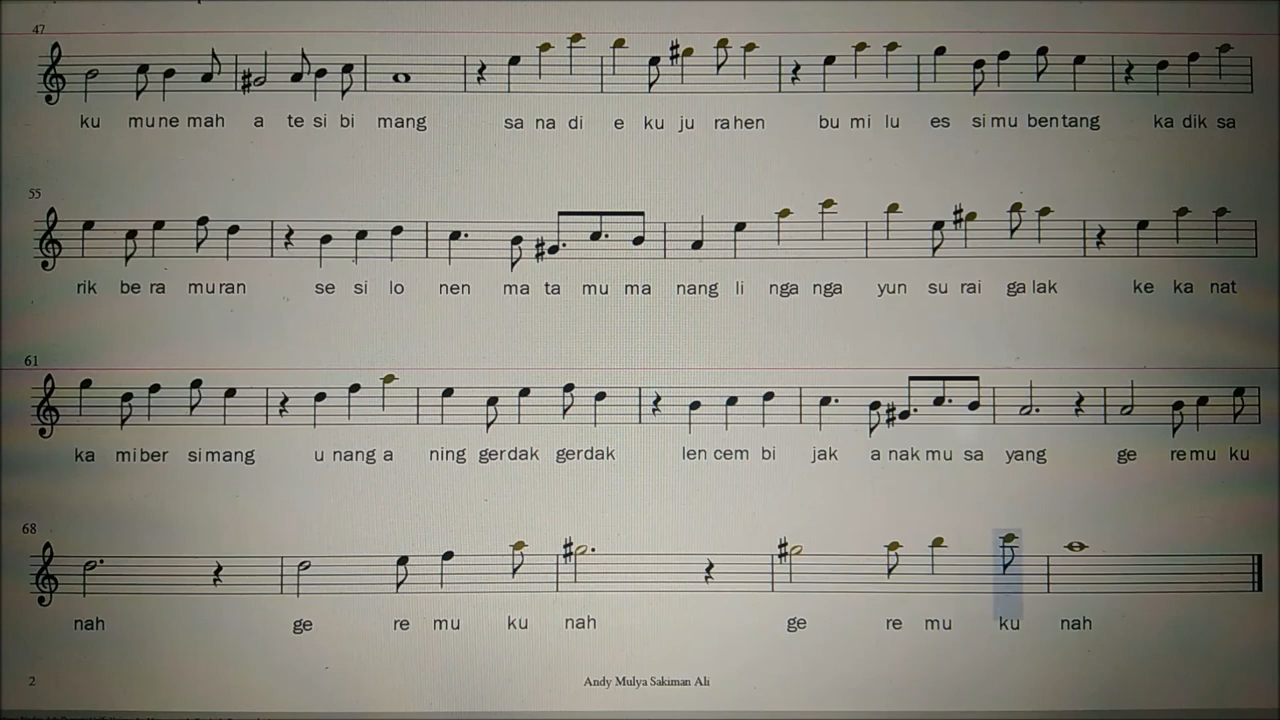 47
ku mu ne mah a te si bi mang sa na di e ku ju ra hen bu mi lu es si mu ben tang ka dik sa
55
rik be ra mu ran se si lo nen ma ta mu ma nang li nga nga yun su rai ga lak ke ka nat
61
ka mi ber si mang u nang a ning ger dak ger dak len cem bi jak a nak mu sa yang ge re mu ku
68
nah ge re mu ku nah ge re mu ku nah
2 Andy Mulya Sakiman Ali